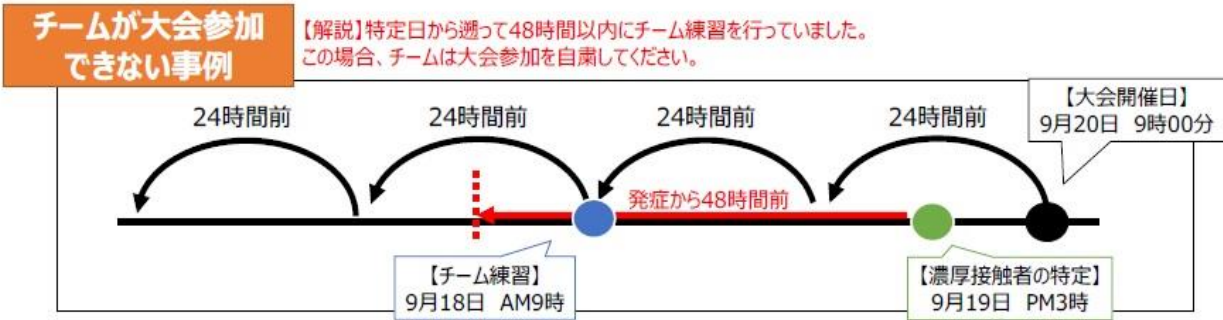 チームが大会参加
できない事例
【解説】特定日から遡って48時間以内にチーム練習を行っていました。
この場合、チームは大会参加を自粛してください。
【大会開催日】
9月20日 9時00分
24時間前
24時間前
24時間前
24時間前
発症から48時間前
【チーム練習】
9月18日 AM9時
【濃厚接触者の特定】
9月19日 PM3時